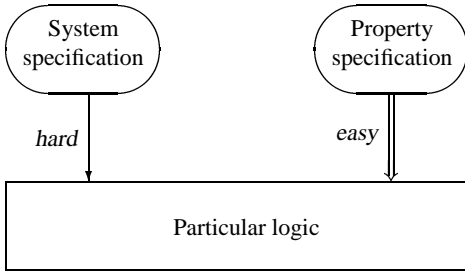 System
specification
Property
specification
hard
easy
Particular logic